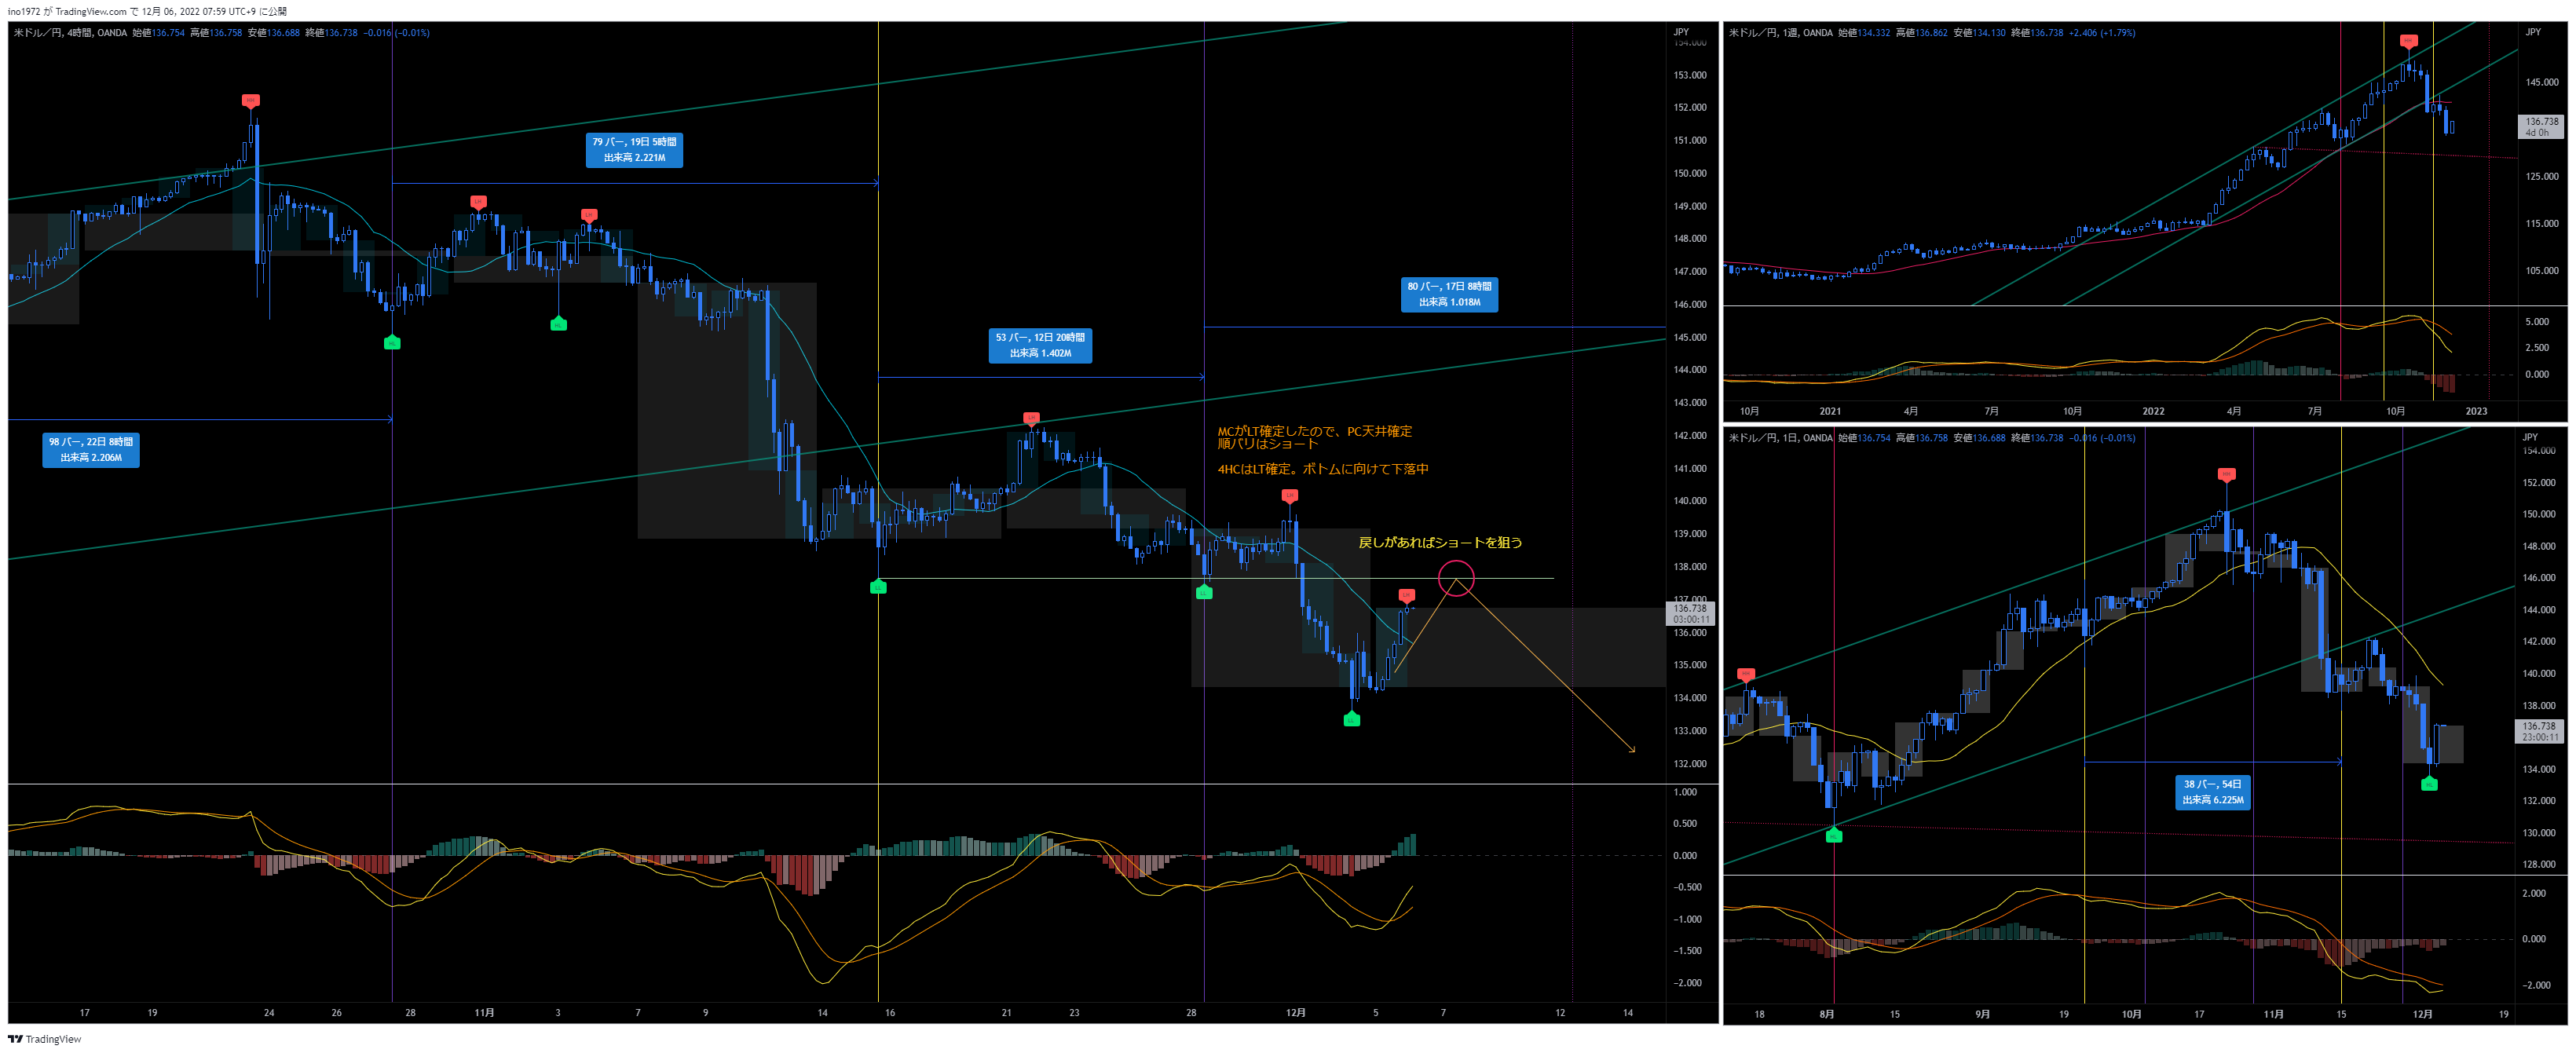 ino1972 が TradingView.com で 12月 06, 2022 07:59 UTC+9 に公開
米ドル／円, 4時間, OANDA 始値136.754 高値136.758 安値136.688 終値136.738 −0.016 (−0.01%)
JPY
154.000
153.000
152.000
151.000
150.000
149.000
148.000
147.000
146.000
145.000
144.000
143.000
142.000
141.000
140.000
139.000
138.000
137.000
136.738
03:00:11
136.000
135.000
134.000
133.000
132.000
79 バー, 19日 5時間
出来高 2.221M
80 バー, 17日 8時間
出来高 1.018M
53 バー, 12日 20時間
出来高 1.402M
98 バー, 22日 8時間
出来高 2.206M
MCがLT確定したので、PC天井確定
順バリはショート
4HCはLT確定。ボトムに向けて下落中
戻しがあればショートを狙う
HH
LH
LH
HL
HL
LH
LH
LH
LL
LL
LL
1.000
0.500
0.000
−0.500
−1.000
−1.500
−2.000
17 19 24 26 28 11月 3 7 9 14 16 21 23 28 12月 5 7 12 14
米ドル／円, 1週, OANDA 始値134.332 高値136.862 安値134.130 終値136.738 +2.406 (+1.79%)
JPY
145.000
136.738
4d 0h
125.000
115.000
105.000
HH
5.000
2.500
0.000
10月 2021 4月 7月 10月 2022 4月 7月 10月 2023
米ドル／円, 1日, OANDA 始値136.754 高値136.758 安値136.688 終値136.738 −0.016 (−0.01%)
JPY
154.000
152.000
150.000
148.000
146.000
144.000
142.000
140.000
138.000
136.738
23:00:11
134.000
132.000
130.000
128.000
HH
HH
HL
HL
38 バー, 54日
出来高 6.225M
2.000
0.000
−2.000
18 8月 15 9月 19 10月 17 11月 15 12月 19
TradingView